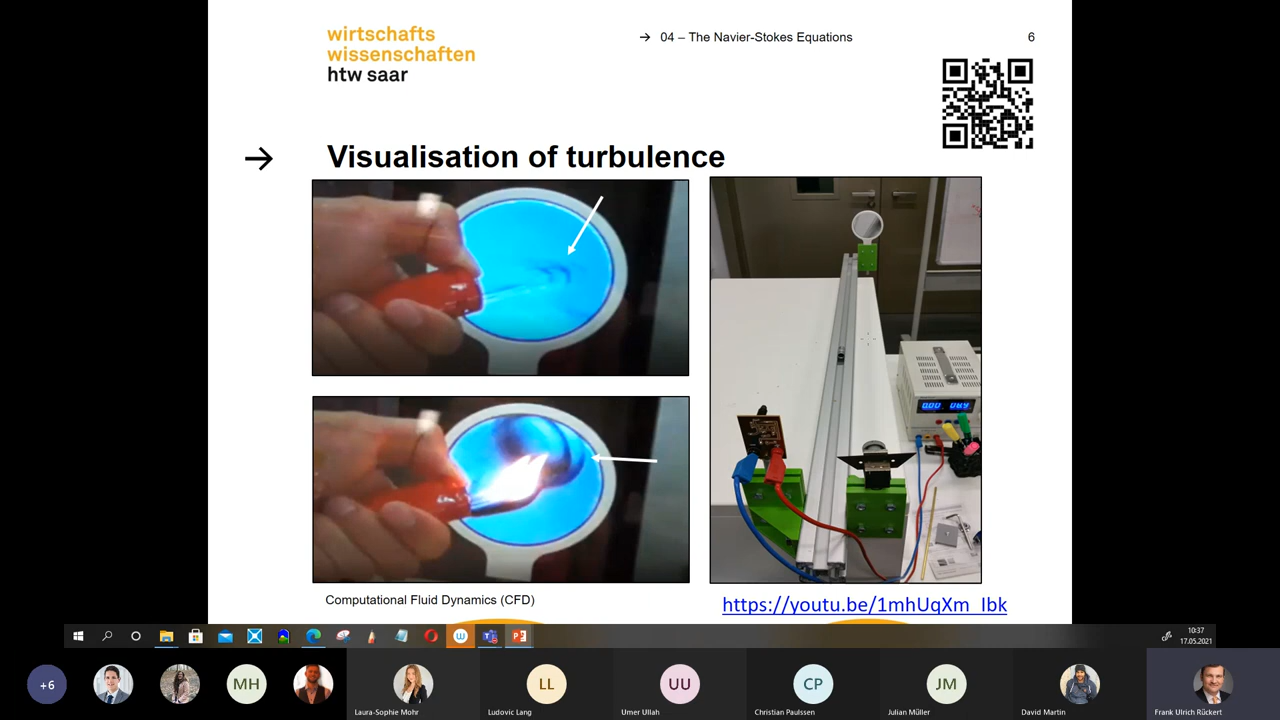 wirtschafts
wissenschaften
htw saar
→ 04 – The Navier-Stokes Equations
6
→ Visualisation of turbulence
Computational Fluid Dynamics (CFD)
https://youtu.be/1mhUqXm_Ibk
10:37
17.05.2021
+6
MH
Laura-Sophie Mohr
LL
Ludovic Lang
UU
Umer Ullah
CP
Christian Paulssen
JM
Julian Müller
David Martin
Frank Ulrich Rückert